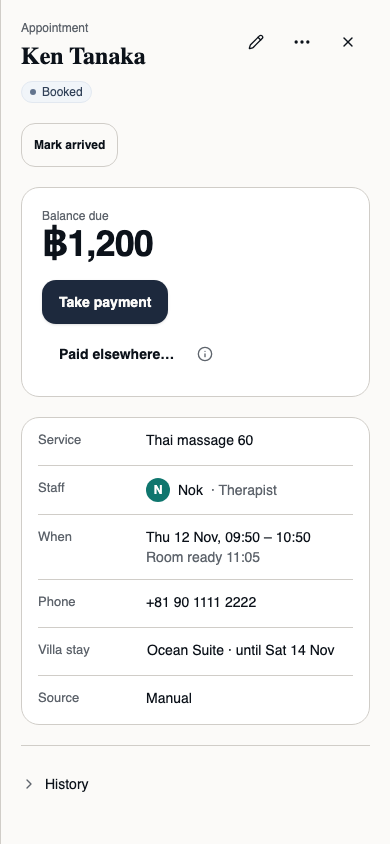 Appointment
Ken Tanaka
Booked
Mark arrived
Balance due
฿1,200
Take payment
Paid elsewhere...
Service Thai massage 60
Staff N Nok · Therapist
When Thu 12 Nov, 09:50 – 10:50
Room ready 11:05
Phone +81 90 1111 2222
Villa stay Ocean Suite · until Sat 14 Nov
Source Manual
History